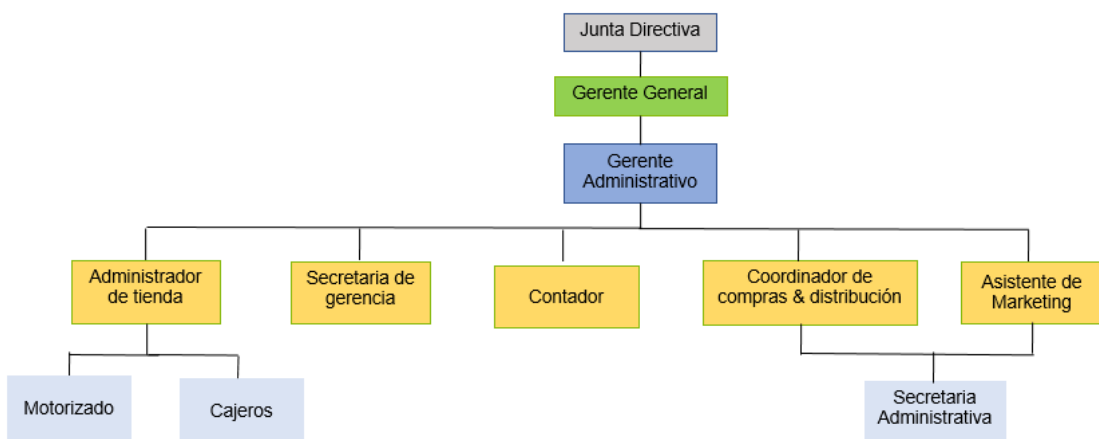 Junta Directiva
Gerente General
Gerente
Administrativo
Administrador
de tienda
Secretaria de
gerencia
Contador
Coordinador de
compras & distribución
Asistente de
Marketing
Motorizado
Cajeros
Secretaria
Administrativa